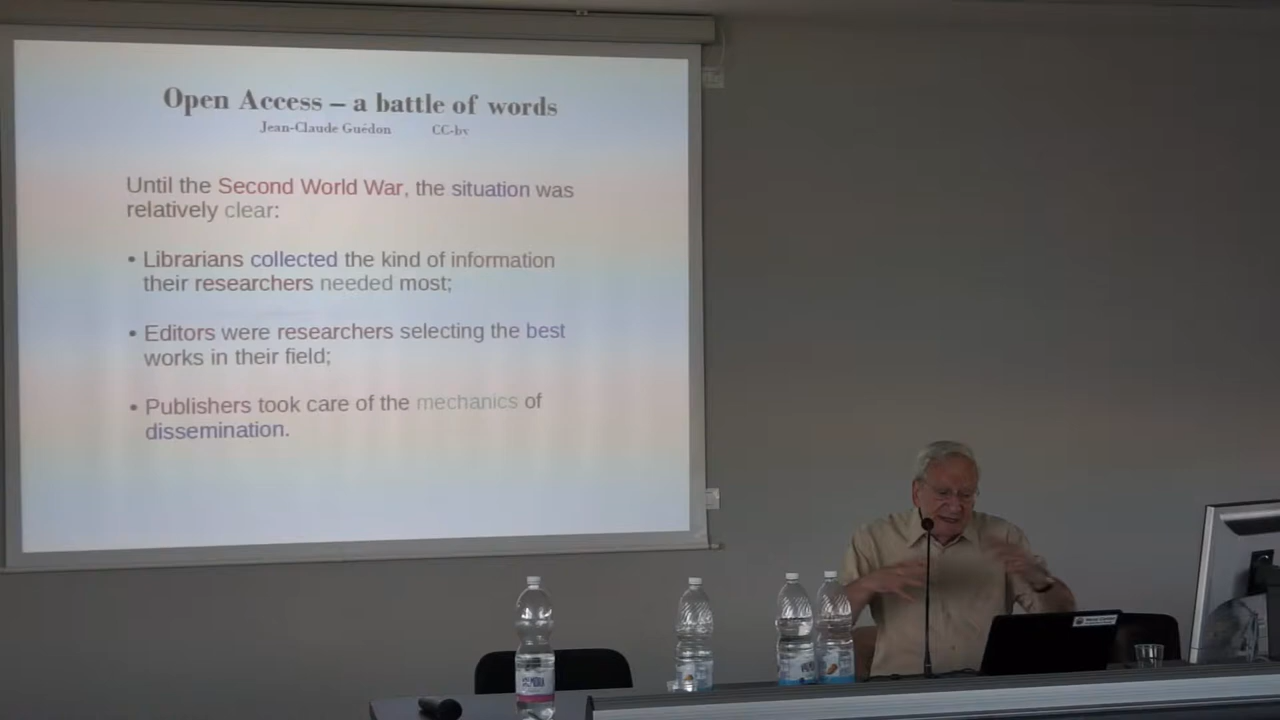 Open Access – a battle of words
Jean-Claude Guédon CC-by
Until the Second World War, the situation was
relatively clear:
• Librarians collected the kind of information
their researchers needed most;
• Editors were researchers selecting the best
works in their field;
• Publishers took care of the mechanics of
dissemination.